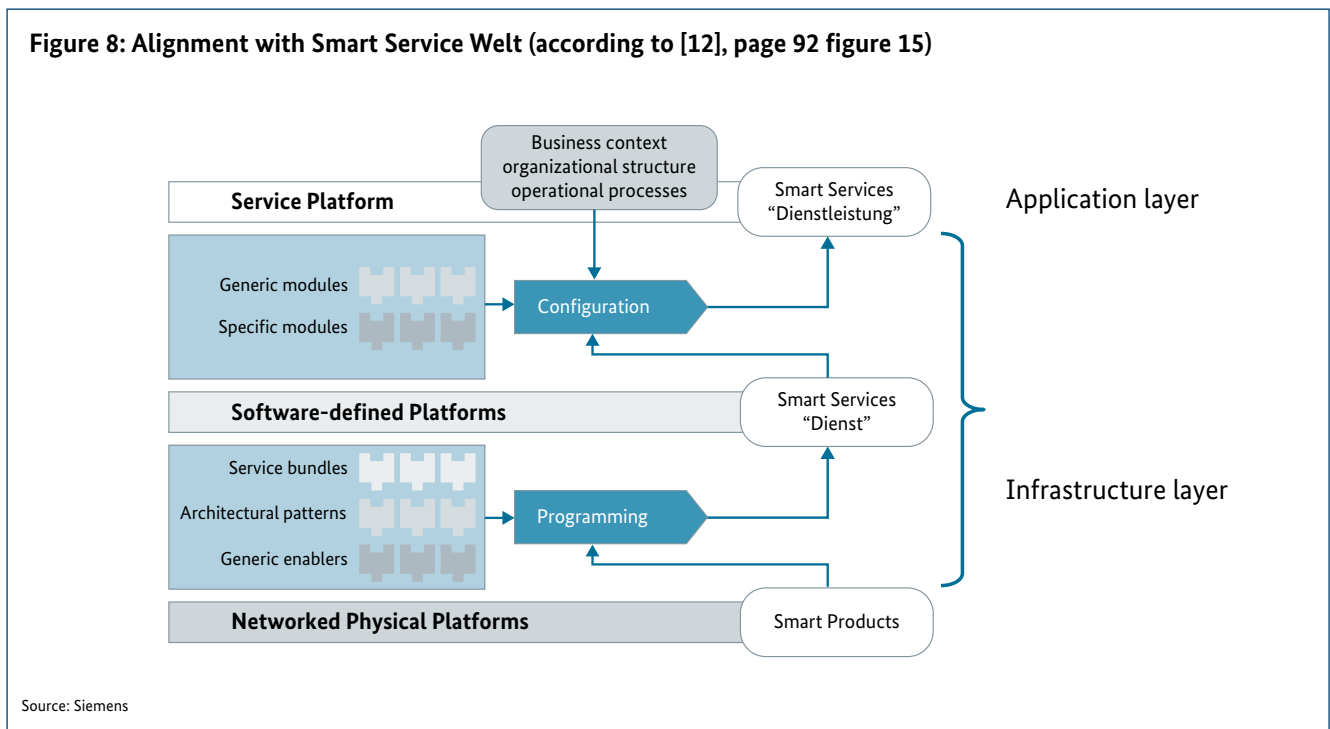 Figure 8: Alignment with Smart Service Welt (according to [12], page 92 figure 15)
Business context
organizational structure
operational processes
Service Platform
Smart Services
“Dienstleistung”
Application layer
Generic modules
Specific modules
Configuration
Software-defined Platforms
Smart Services
“Dienst”
Service bundles
Architectural patterns
Generic enablers
Programming
Infrastructure layer
Networked Physical Platforms
Smart Products
Source: Siemens